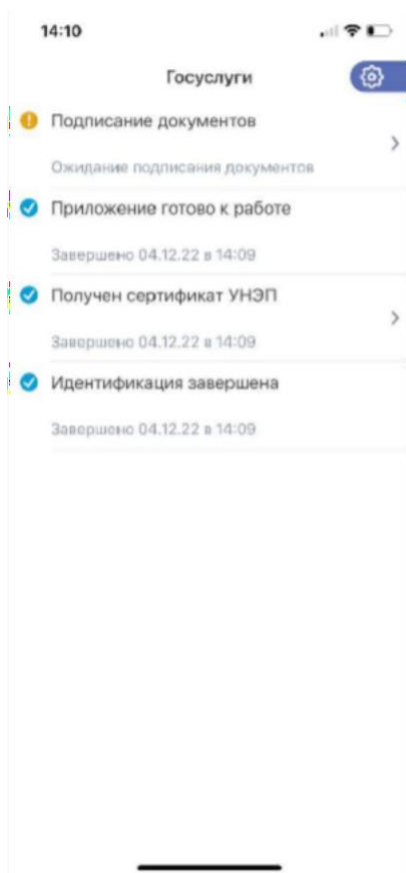 14:10
Госуслуги
Подписание документов
Ожидание подписания документов
Приложение готово к работе
Завершено 04.12.22 в 14:09
Получен сертификат УНЭП
Завершено 04.12.22 в 14:09
Идентификация завершена
Завершено 04.12.22 в 14:09